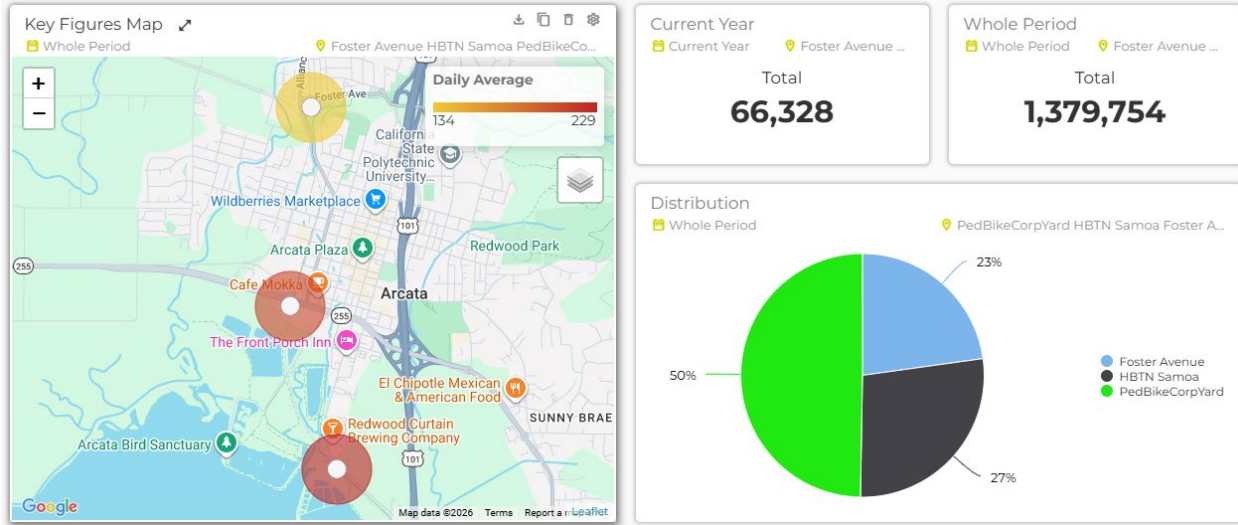 Key Figures Map
Whole Period
Foster Avenue HBTN Samoa PedBikeCo...
+
−
Daily Average
134 229
101
Foster Ave
California
State
Polytechnic
University...
Wildberries Marketplace
101
Arcata Plaza
Redwood Park
255
Cafe Mokka
Arcata
255
The Front Porch Inn
El Chipotle Mexican
& American Food
SUNNY BRAE
Redwood Curtain
Brewing Company
Arcata Bird Sanctuary
101
Google
Map data ©2026 Terms Report a Leaflet
Current Year
Current Year Foster Avenue ...
Total
66,328
Whole Period
Whole Period Foster Avenue ...
Total
1,379,754
Distribution
Whole Period
PedBikeCorpYard HBTN Samoa Foster A...
23%
50%
27%
Foster Avenue
HBTN Samoa
PedBikeCorpYard